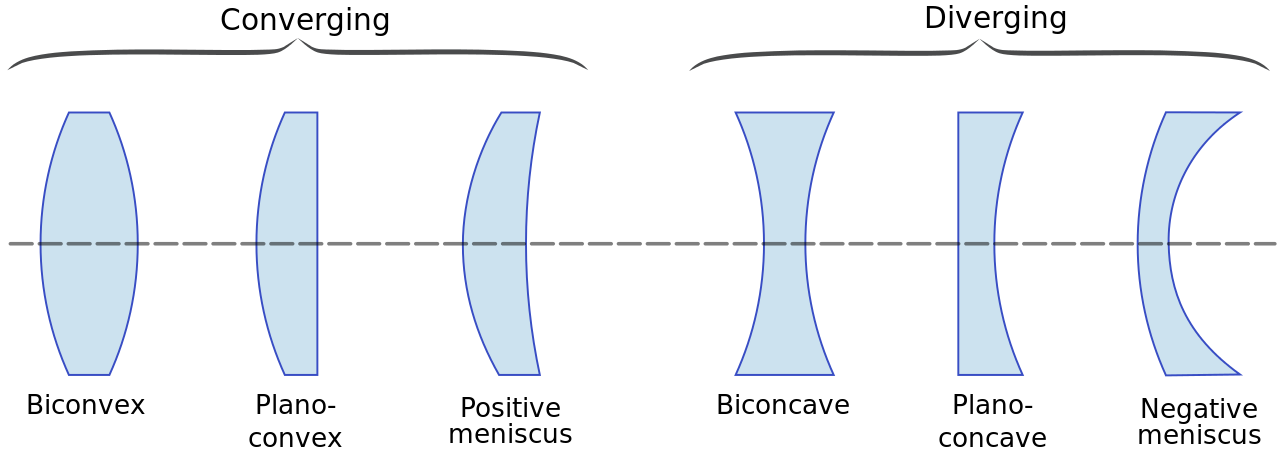 Converging
Diverging
Biconvex
Plano-
convex
Positive
meniscus
Biconcave
Plano-
concave
Negative
meniscus